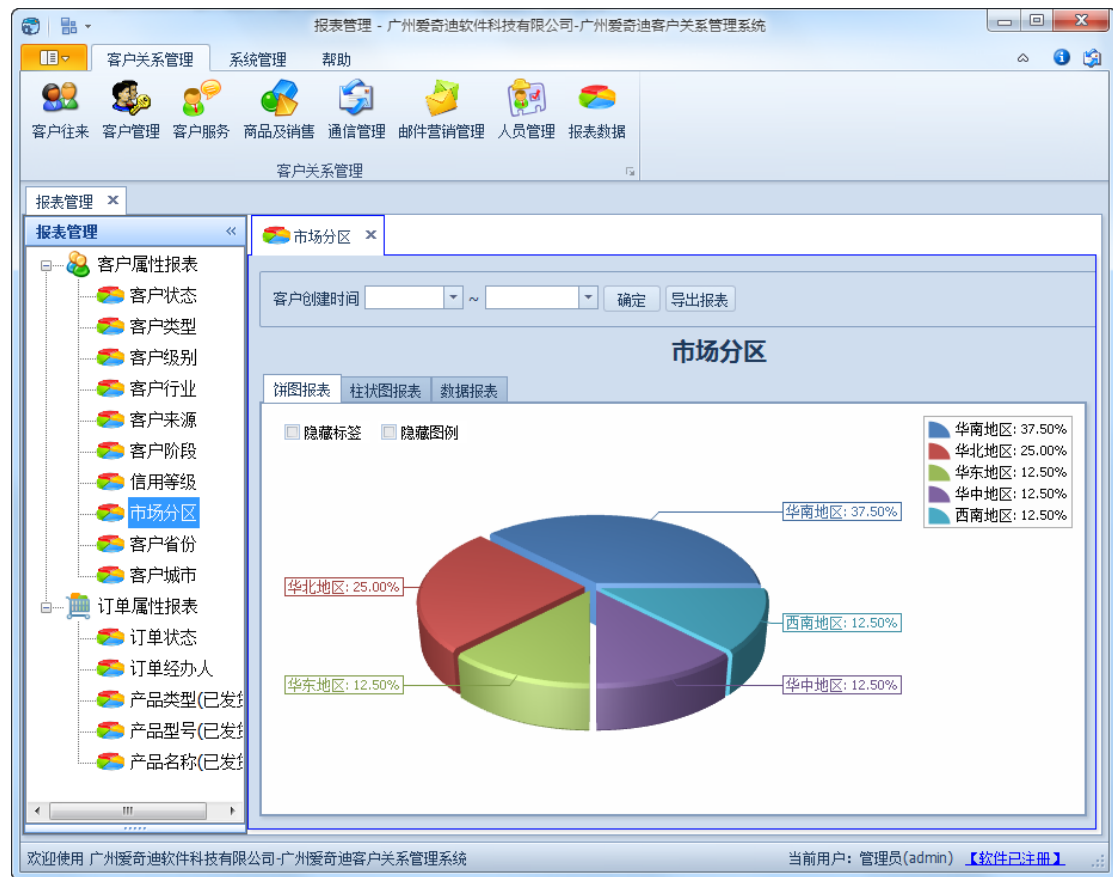 报表管理 - 广州爱奇迪软件科技有限公司-广州爱奇迪客户关系管理系统
客户关系管理 系统管理 帮助
客户往来 客户管理 客户服务 商品及销售 通信管理 邮件营销管理 人员管理 报表数据
客户关系管理
报表管理
报表管理
市场分区
客户属性报表
客户状态
客户类型
客户级别
客户行业
客户来源
客户阶段
信用等级
市场分区
客户省份
客户城市
订单属性报表
订单状态
订单经办人
产品类型(已发
产品型号(已发
产品名称(已发
客户创建时间 ~ 确定 导出报表
市场分区
饼图报表 柱状图报表 数据报表
隐藏标签 隐藏图例
华南地区: 37.50%
华北地区: 25.00%
华东地区: 12.50%
华中地区: 12.50%
西南地区: 12.50%
华南地区: 37.50%
华北地区: 25.00%
西南地区: 12.50%
华东地区: 12.50%
华中地区: 12.50%
欢迎使用 广州爱奇迪软件科技有限公司-广州爱奇迪客户关系管理系统
当前用户: 管理员(admin) 【软件已注册】